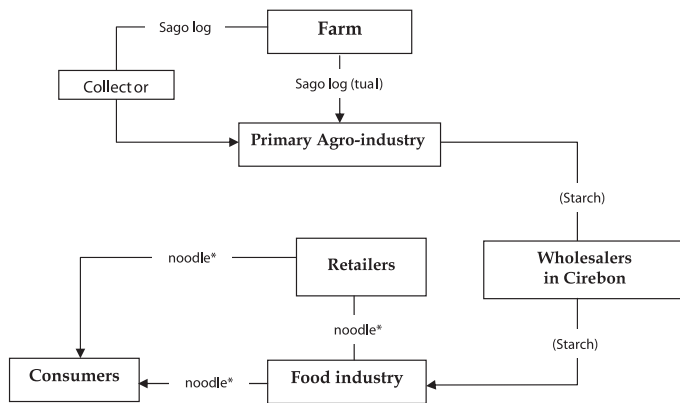 Sago log
Farm
Collector
Sago log (tual)
Primary Agro-industry
(Starch)
noodle*
Retailers
Wholesalers
in Cirebon
noodle*
(Starch)
Consumers
noodle*
Food industry